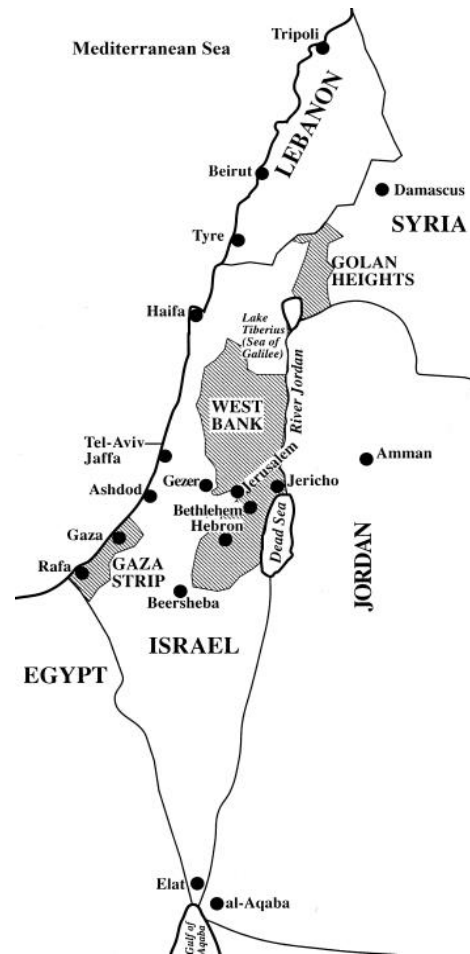 Tripoli
Mediterranean Sea
LEBANON
Beirut
Damascus
SYRIA
Tyre
GOLAN
HEIGHTS
Haifa
Lake
Tiberius
(Sea of
Galilee)
River Jordan
WEST
BANK
Tel-Aviv
Jaffa
Amman
Gezer
Jerusalem
Jericho
Ashdod
Bethlehem
Hebron
Dead Sea
Gaza
GAZA
STRIP
Rafa
JORDAN
Beersheba
ISRAEL
EGYPT
Elat
al-Aqaba
Gulf of
Aqaba